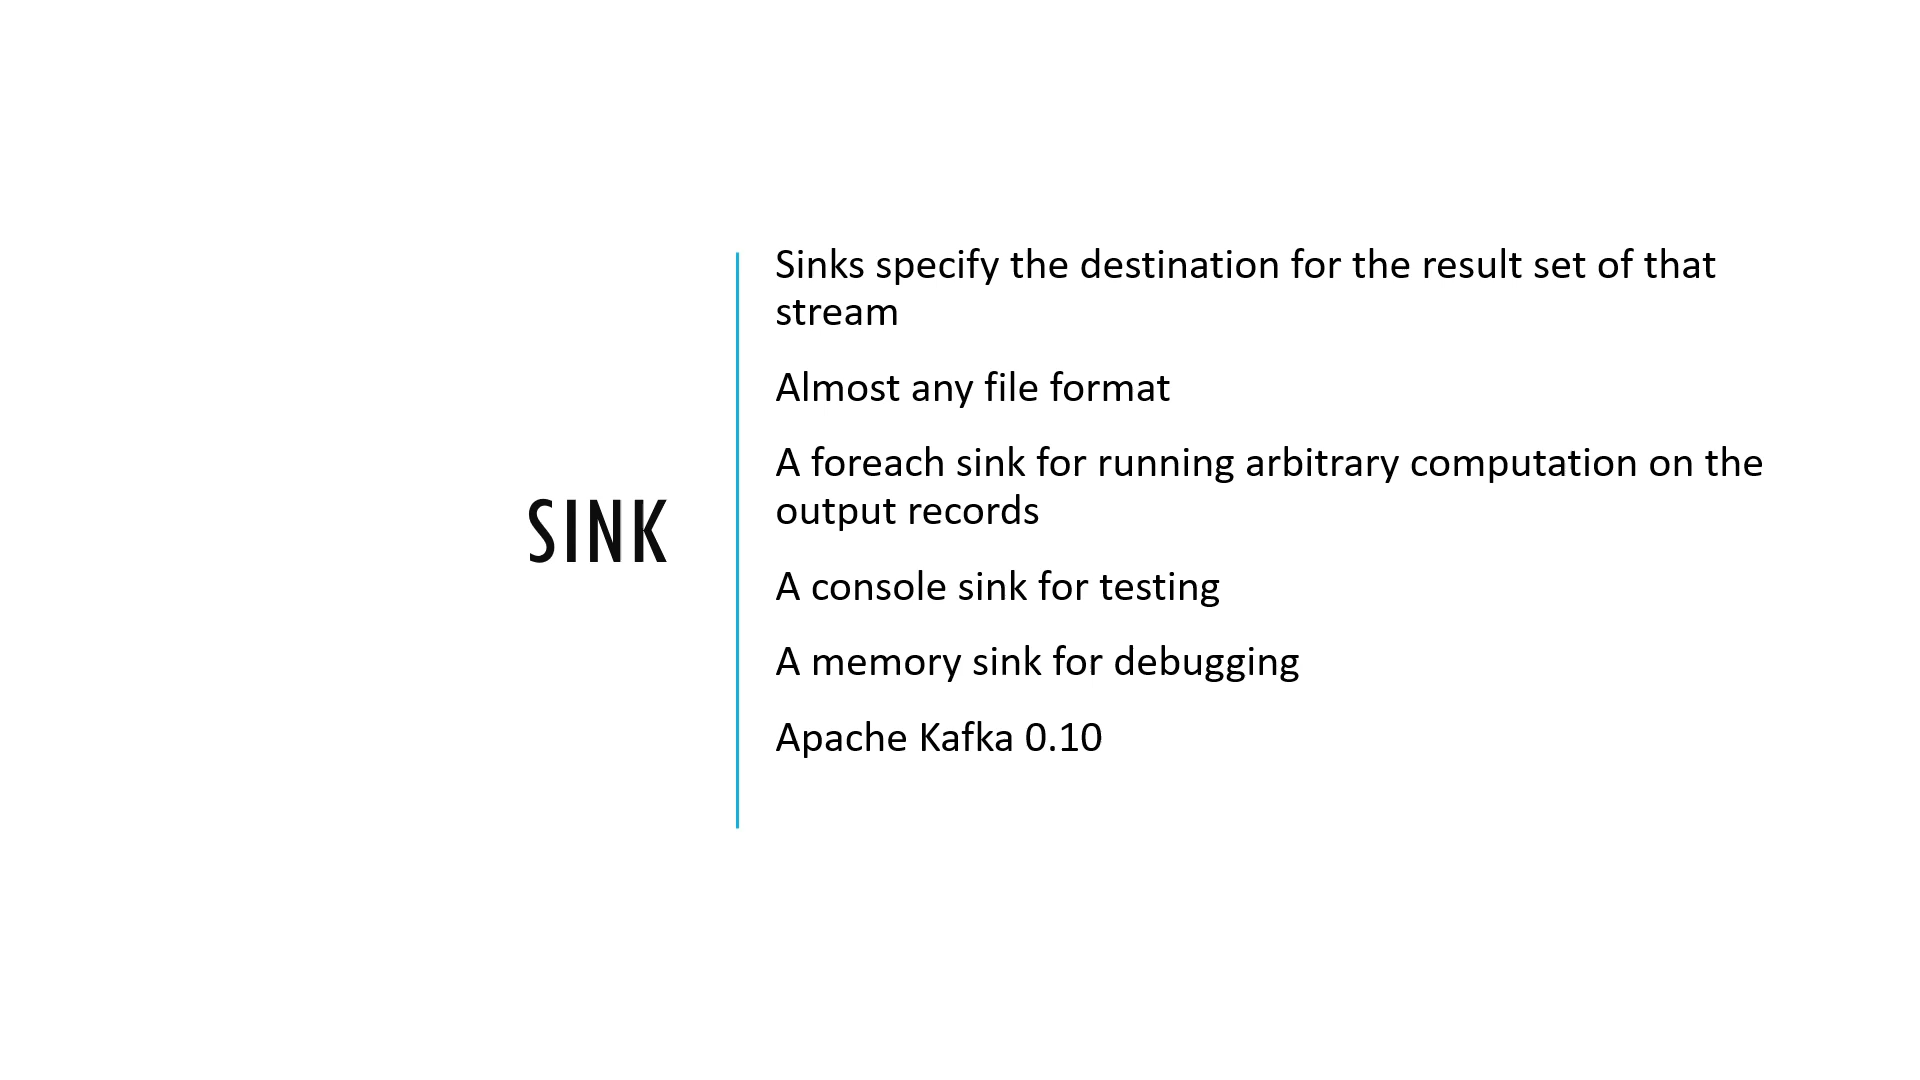 SINK
Sinks specify the destination for the result set of that
stream
Almost any file format
A foreach sink for running arbitrary computation on the
output records
A console sink for testing
A memory sink for debugging
Apache Kafka 0.10